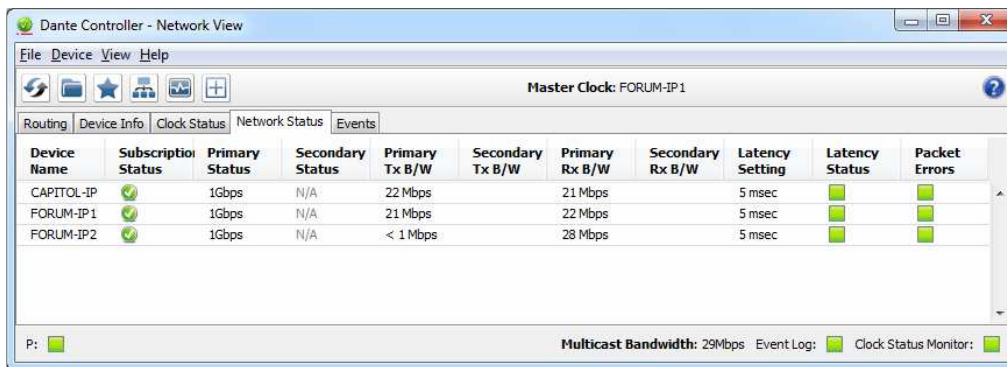 Dante Controller - Network View
File Device View Help
Master Clock: FORUM-IP1
Routing Device Info Clock Status Network Status Events
Device Name Subscription Status Primary Status Secondary Status Primary Tx B/W Secondary Tx B/W Primary Rx B/W Secondary Rx B/W Latency Setting Latency Status Packet Errors
CAPITOL-IP 1Gbps N/A 22 Mbps 21 Mbps 5 msec
FORUM-IP1 1Gbps N/A 21 Mbps 22 Mbps 5 msec
FORUM-IP2 1Gbps N/A < 1 Mbps 28 Mbps 5 msec
P: Multicast Bandwidth: 29Mbps Event Log: Clock Status Monitor: